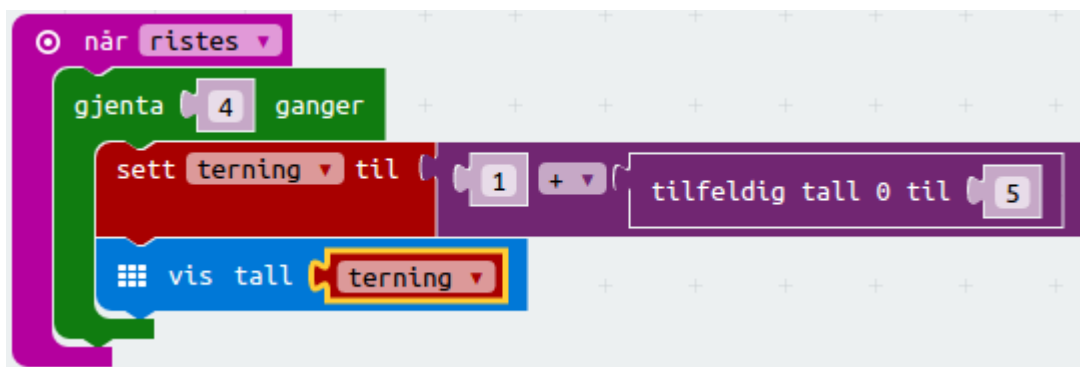 når ristes
gjenta 4 ganger
sett terning til 1 + tilfeldig tall 0 til 5
vis tall terning